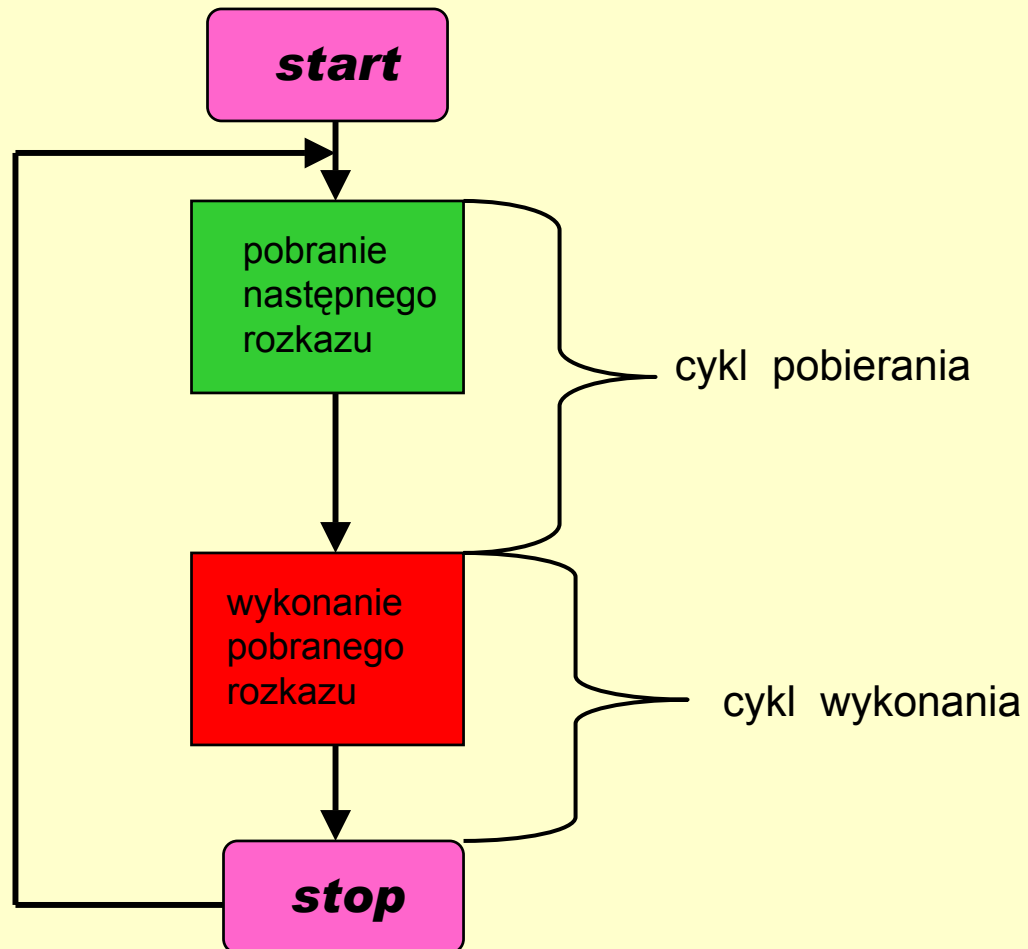 start
pobranie
następnego
rozkazu
cykl pobierania
wykonanie
pobranego
rozkazu
cykl wykonania
stop